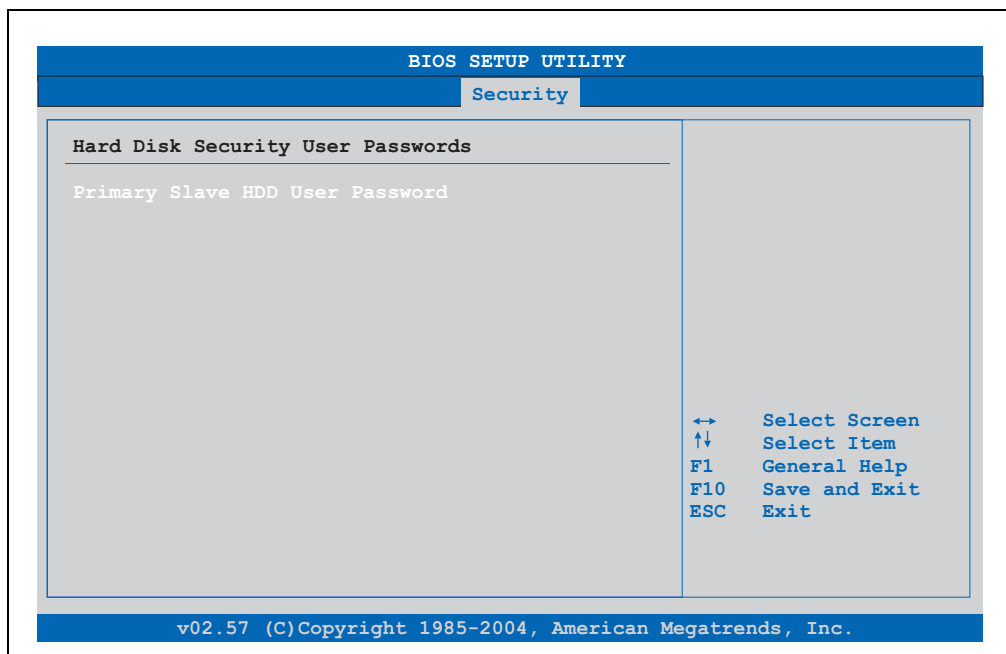 BIOS SETUP UTILITY
Security
Hard Disk Security User Passwords
Primary Slave HDD User Password
↔ Select Screen
↑↓ Select Item
F1 General Help
F10 Save and Exit
ESC Exit
v02.57 (C)Copyright 1985-2004, American Megatrends, Inc.